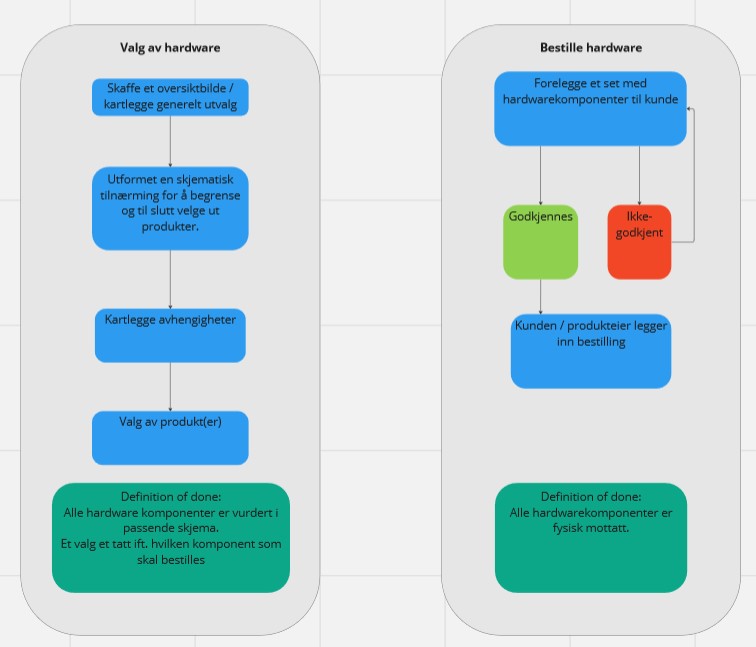 Valg av hardware
Skaffe et oversiktbilde /
kartlegge generelt utvalg
Utformet en skjematisk
tilnærming for å begrense
og til slutt velge ut
produkter.
Kartlegge avhengigheter
Valg av produkt(er)
Definition of done:
Alle hardware komponenter er vurdert i
passende skjema.
Et valg et tatt ift. hvilken komponent som
skal bestilles
Bestille hardware
Forelegge et set med
hardwarekomponenter til kunde
Godkjennes
Ikke-
godkjent
Kunden / produkteier legger
inn bestilling
Definition of done:
Alle hardwarekomponenter er
fysisk mottatt.